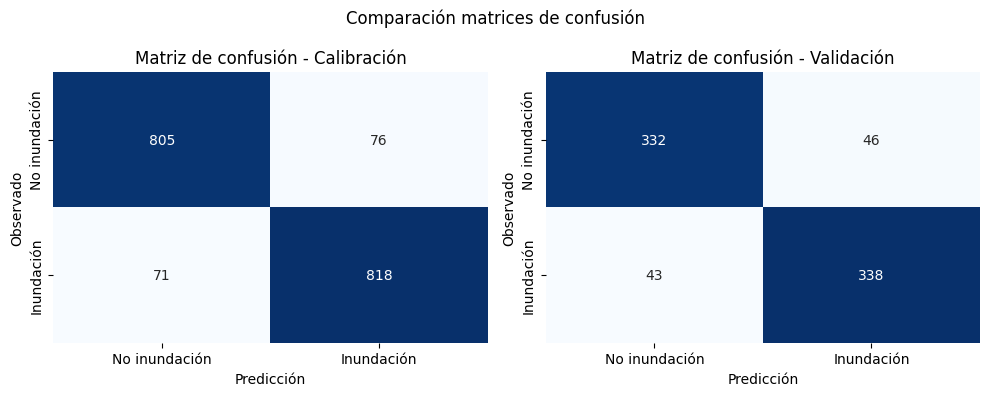 Comparación matrices de confusión
Matriz de confusión - Calibración
Observado
No inundación
Inundación
805
76
71
818
No inundación
Inundación
Predicción
Matriz de confusión - Validación
Observado
No inundación
Inundación
332
46
43
338
No inundación
Inundación
Predicción